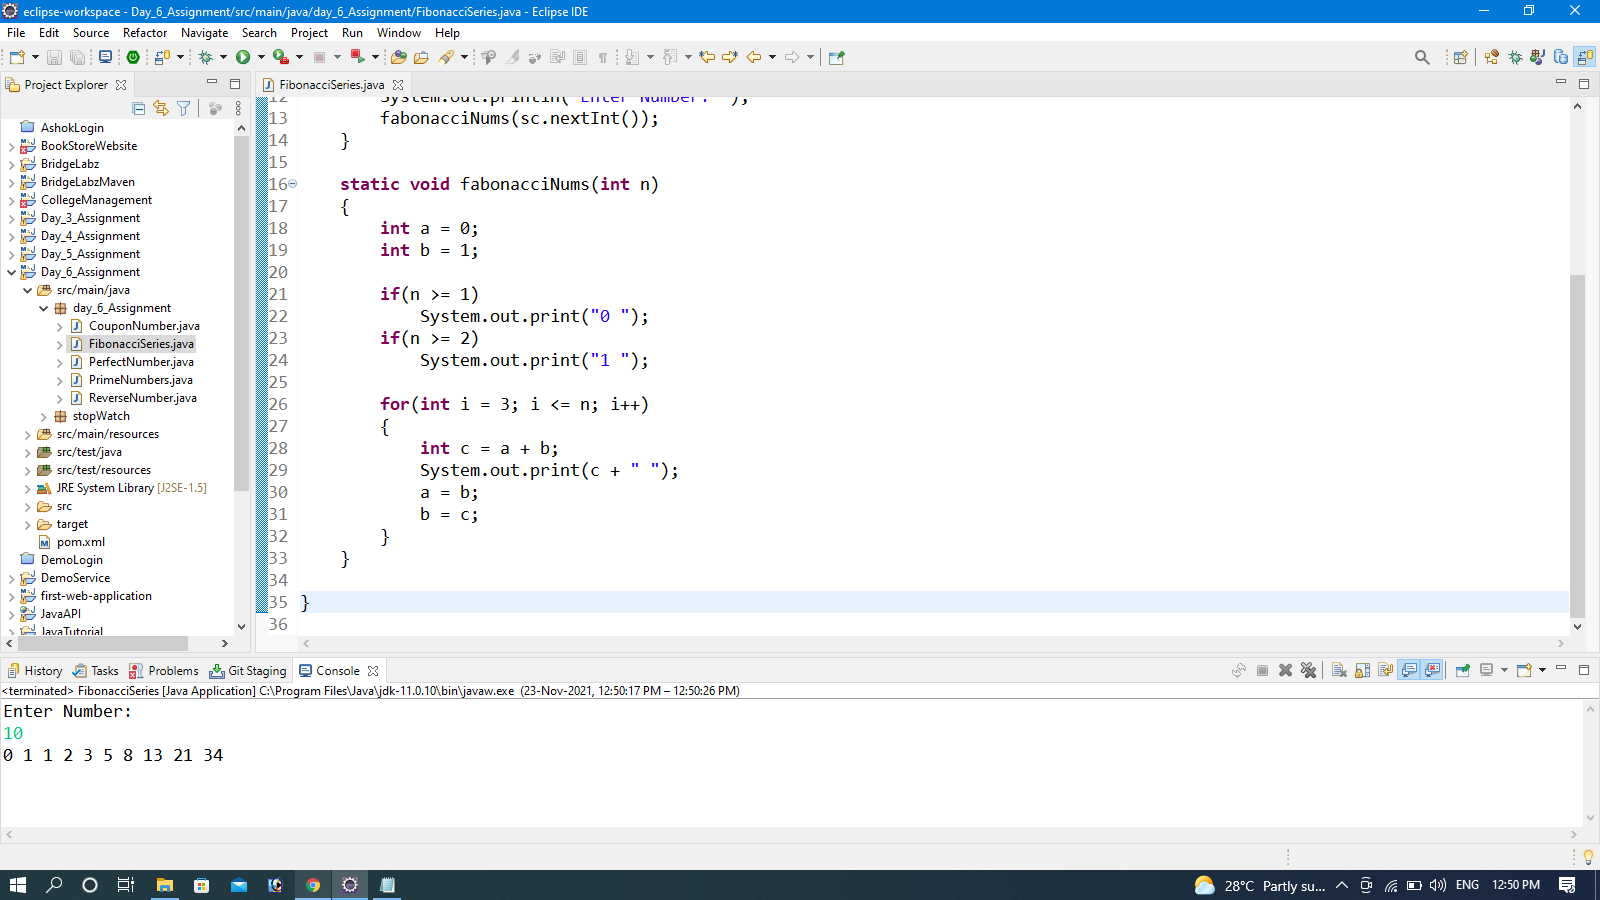 eclipse-workspace - Day_6_Assignment/src/main/java/day_6_Assignment/FibonacciSeries.java - Eclipse IDE
File Edit Source Refactor Navigate Search Project Run Window Help
Project Explorer
FibonacciSeries.java
AshokLogin
BookStoreWebsite
BridgeLabz
BridgeLabzMaven
CollegeManagement
Day_3_Assignment
Day_4_Assignment
Day_5_Assignment
Day_6_Assignment
src/main/java
day_6_Assignment
CouponNumber.java
FibonacciSeries.java
PerfectNumber.java
PrimeNumbers.java
ReverseNumber.java
stopWatch
src/main/resources
src/test/java
src/test/resources
JRE System Library [J2SE-1.5]
src
target
pom.xml
DemoLogin
DemoService
first-web-application
JavaAPI
JavaTutorial
12 System.out.println("Enter Number: ");
13 fabonacciNums(sc.nextInt());
14 }
15
16 static void fabonacciNums(int n)
17 {
18 int a = 0;
19 int b = 1;
20
21 if(n >= 1)
22 System.out.print("0 ");
23 if(n >= 2)
24 System.out.print("1 ");
25
26 for(int i = 3; i <= n; i++)
27 {
28 int c = a + b;
29 System.out.print(c + " ");
30 a = b;
31 b = c;
32 }
33 }
34
35 }
36
History Tasks Problems Git Staging Console
<terminated> FibonacciSeries [Java Application] C:\Program Files\Java\jdk-11.0.10\bin\javaw.exe (23-Nov-2021, 12:50:17 PM – 12:50:26 PM)
Enter Number:
10
0 1 1 2 3 5 8 13 21 34
28°C Partly su... ENG 12:50 PM